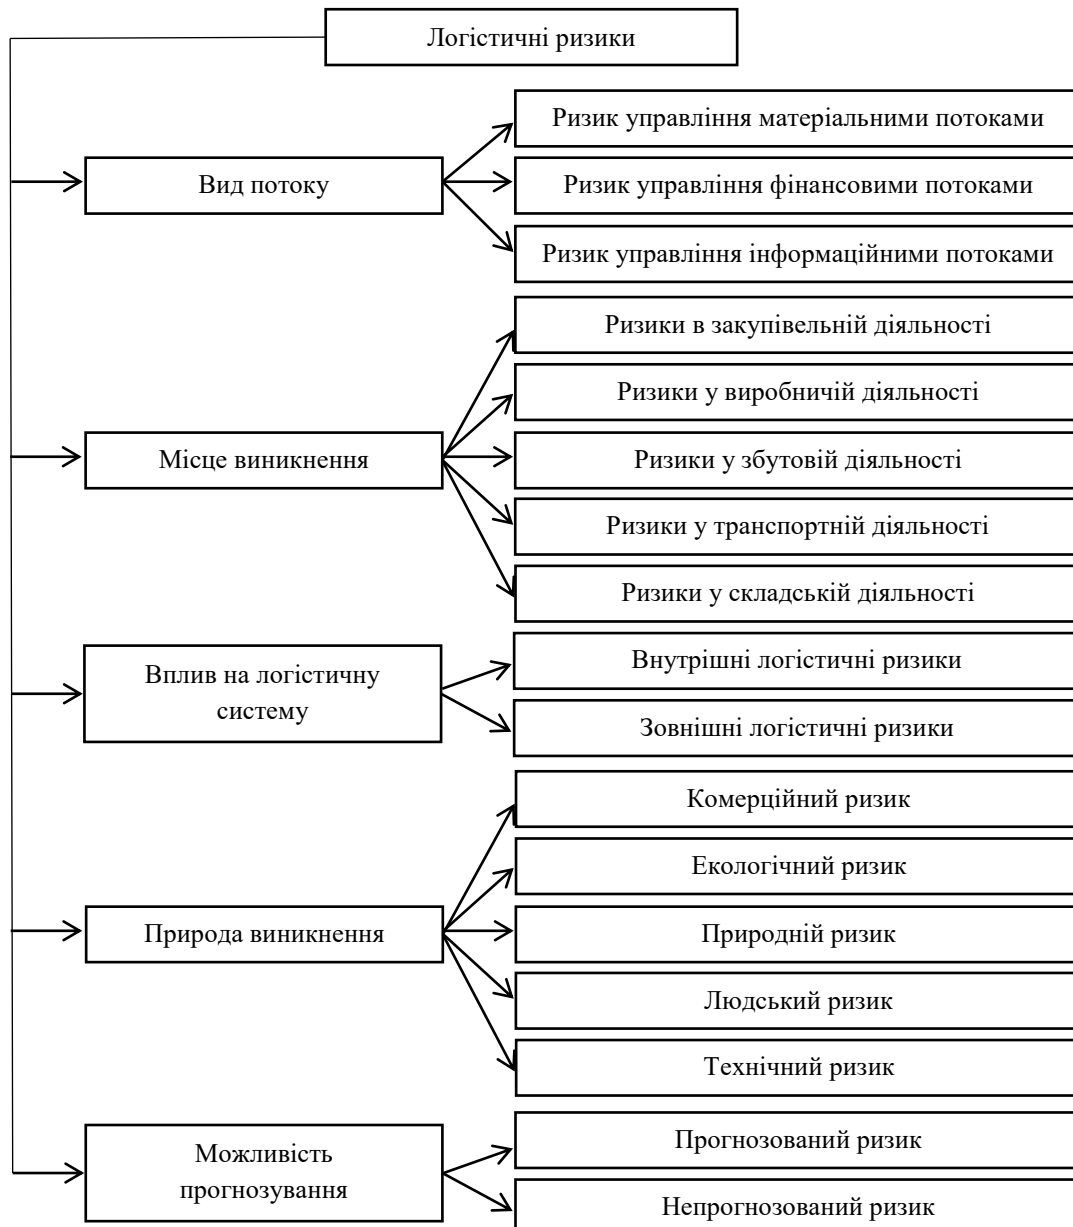 Логістичні ризики
Вид потоку
Ризик управління матеріальними потоками
Ризик управління фінансовими потоками
Ризик управління інформаційними потоками
Місце виникнення
Ризики в закупівельній діяльності
Ризики у виробничій діяльності
Ризики у збутовій діяльності
Ризики у транспортній діяльності
Ризики у складській діяльності
Вплив на логістичну
систему
Внутрішні логістичні ризики
Зовнішні логістичні ризики
Природа виникнення
Комерційний ризик
Екологічний ризик
Природній ризик
Людський ризик
Технічний ризик
Можливість
прогнозування
Прогнозований ризик
Непрогнозований ризик